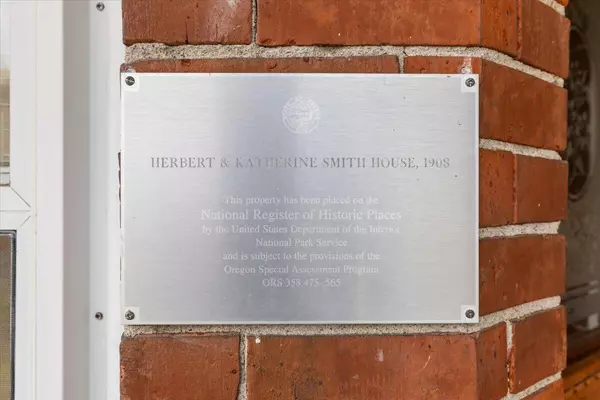 HERBERT & KATHERINE SMITH HOUSE, 1908
This property has been placed on the
National Register of Historic Places
by the United States Department of the Interior
National Park Service
and is subject to the provisions of the
Oregon Special Assessment Program
ORS 358 475-565